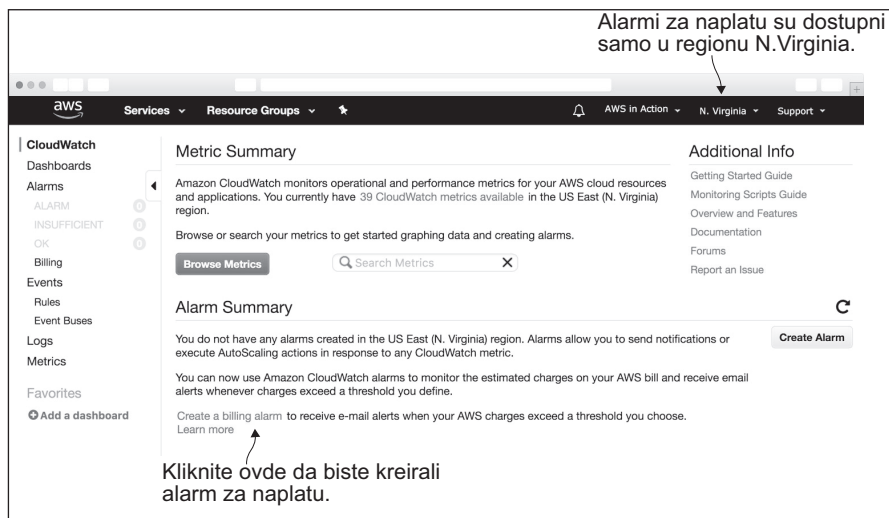 Alarmi za naplatu su dostupni
samo u regionu N.Virginia.
aws
Services
Resource Groups
AWS in Action
N. Virginia
Support
CloudWatch
Dashboards
Alarms
ALARM 0
INSUFFICIENT 0
OK 0
Billing
Events
Rules
Event Buses
Logs
Metrics
Favorites
Add a dashboard
Metric Summary
Amazon CloudWatch monitors operational and performance metrics for your AWS cloud resources
and applications. You currently have 39 CloudWatch metrics available in the US East (N. Virginia)
region.
Browse or search your metrics to get started graphing data and creating alarms.
Browse Metrics
Search Metrics
Alarm Summary
You do not have any alarms created in the US East (N. Virginia) region. Alarms allow you to send notifications or
execute AutoScaling actions in response to any CloudWatch metric.
Create Alarm
You can now use Amazon CloudWatch alarms to monitor the estimated charges on your AWS bill and receive email
alerts whenever charges exceed a threshold you define.
Create a billing alarm to receive e-mail alerts when your AWS charges exceed a threshold you choose.
Learn more
Additional Info
Getting Started Guide
Monitoring Scripts Guide
Overview and Features
Documentation
Forums
Report an Issue
Kliknite ovde da biste kreirali
alarm za naplatu.